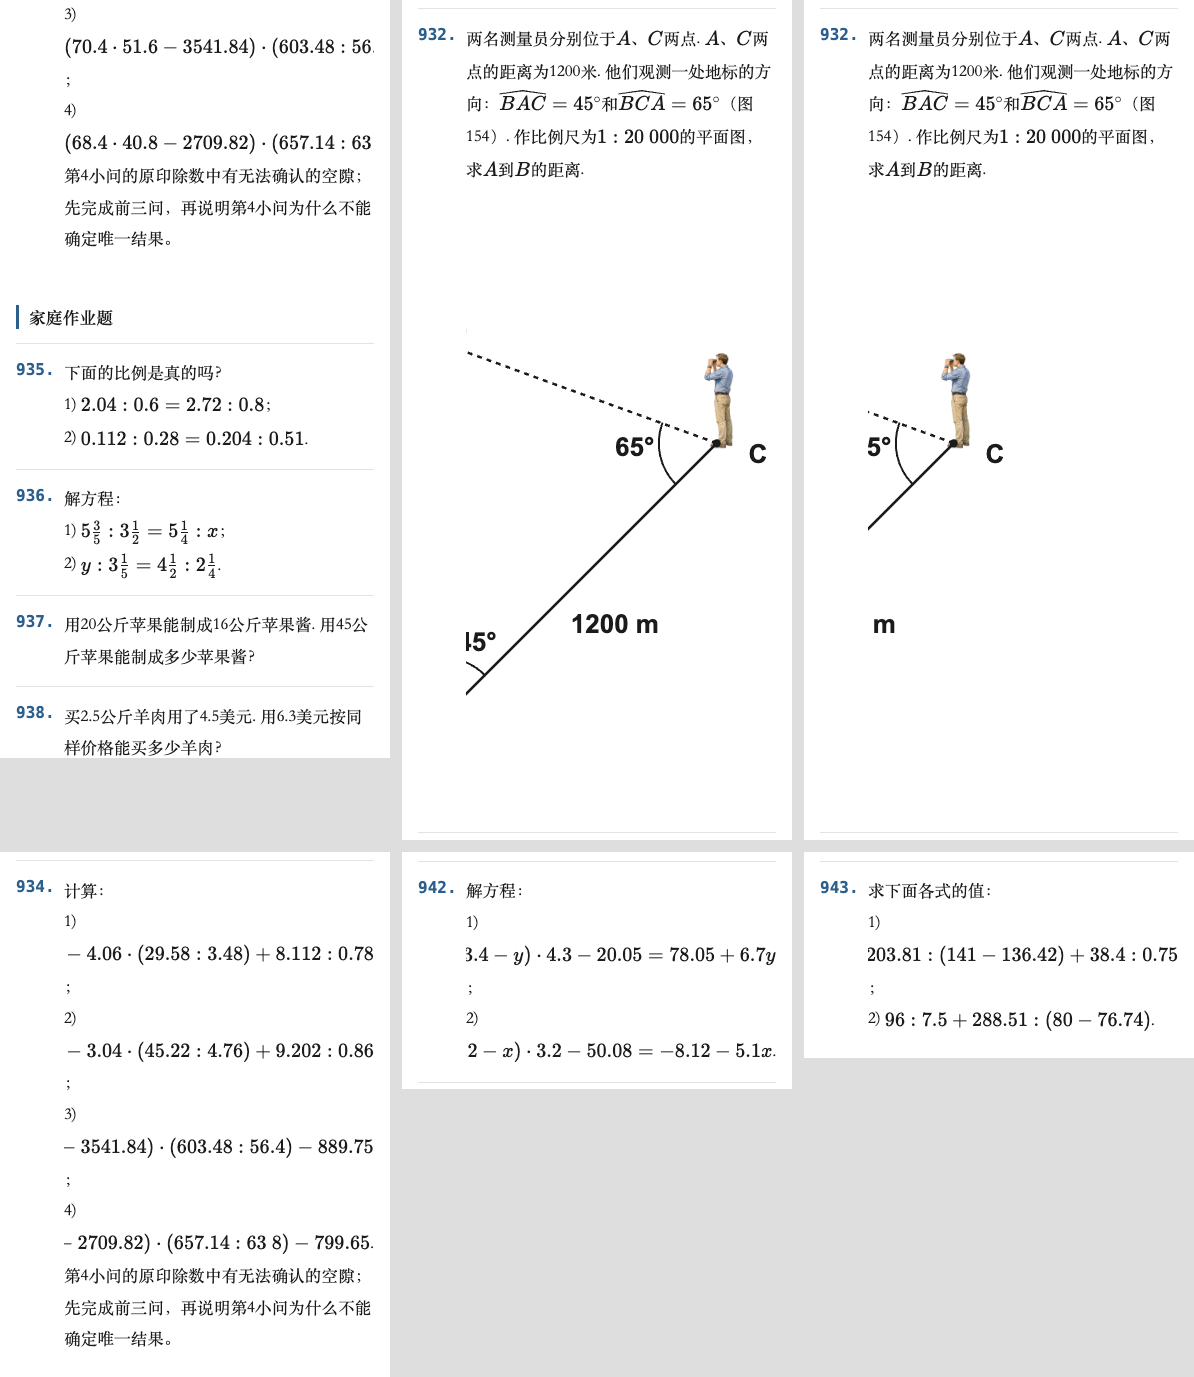 3)
(70.4 · 51.6 − 3541.84) · (603.48 : 56.
;
4)
(68.4 · 40.8 − 2709.82) · (657.14 : 63
第4小问的原印除数中有无法确认的空隙；
先完成前三问，再说明第4小问为什么不能
确定唯一结果。
家庭作业题
935. 下面的比例是真的吗?
1) 2.04 : 0.6 = 2.72 : 0.8;
2) 0.112 : 0.28 = 0.204 : 0.51.
936. 解方程:
1) 5 3/5 : 3 1/2 = 5 1/4 : x;
2) y : 3 1/5 = 4 1/2 : 2 1/4.
937. 用20公斤苹果能制成16公斤苹果酱. 用45公
斤苹果能制成多少苹果酱?
938. 买2.5公斤羊肉用了4.5美元. 用6.3美元按同
样价格能买多少羊肉?
932. 两名测量员分别位于A、C两点. A、C两
点的距离为1200米. 他们观测一处地标的方
向: BAC = 45°和BCA = 65°（图
154）. 作比例尺为1 : 20 000的平面图，
求A到B的距离.
65°
C
1200 m
45°
932. 两名测量员分别位于A、C两点. A、C两
点的距离为1200米. 他们观测一处地标的方
向: BAC = 45°和BCA = 65°（图
154）. 作比例尺为1 : 20 000的平面图，
求A到B的距离.
5°
C
m
934. 计算:
1)
− 4.06 · (29.58 : 3.48) + 8.112 : 0.78
;
2)
− 3.04 · (45.22 : 4.76) + 9.202 : 0.86
;
3)
− 3541.84) · (603.48 : 56.4) − 889.75
;
4)
− 2709.82) · (657.14 : 63 8) − 799.65.
第4小问的原印除数中有无法确认的空隙；
先完成前三问，再说明第4小问为什么不能
确定唯一结果。
942. 解方程:
1)
3.4 − y) · 4.3 − 20.05 = 78.05 + 6.7y
;
2)
2 − x) · 3.2 − 50.08 = −8.12 − 5.1x.
943. 求下面各式的值:
1)
203.81 : (141 − 136.42) + 38.4 : 0.75
;
2) 96 : 7.5 + 288.51 : (80 − 76.74).